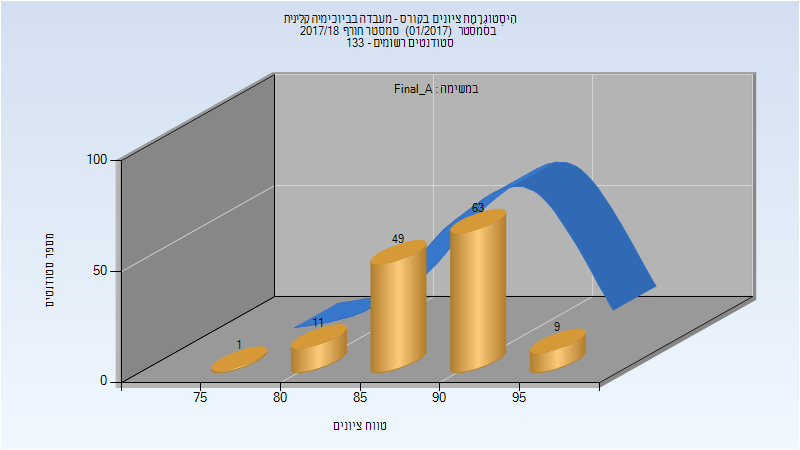 היסטוגרמת ציונים בקורס - מעבדה בביוכימיה קלינית
בסמסטר (01/2017) סמסטר חורף 2017/18
סטודנטים רשומים - 133
במשימה : Final_A
מספר סטודנטים
100
50
0
1
11
49
63
9
75
80
85
90
95
טווח ציונים